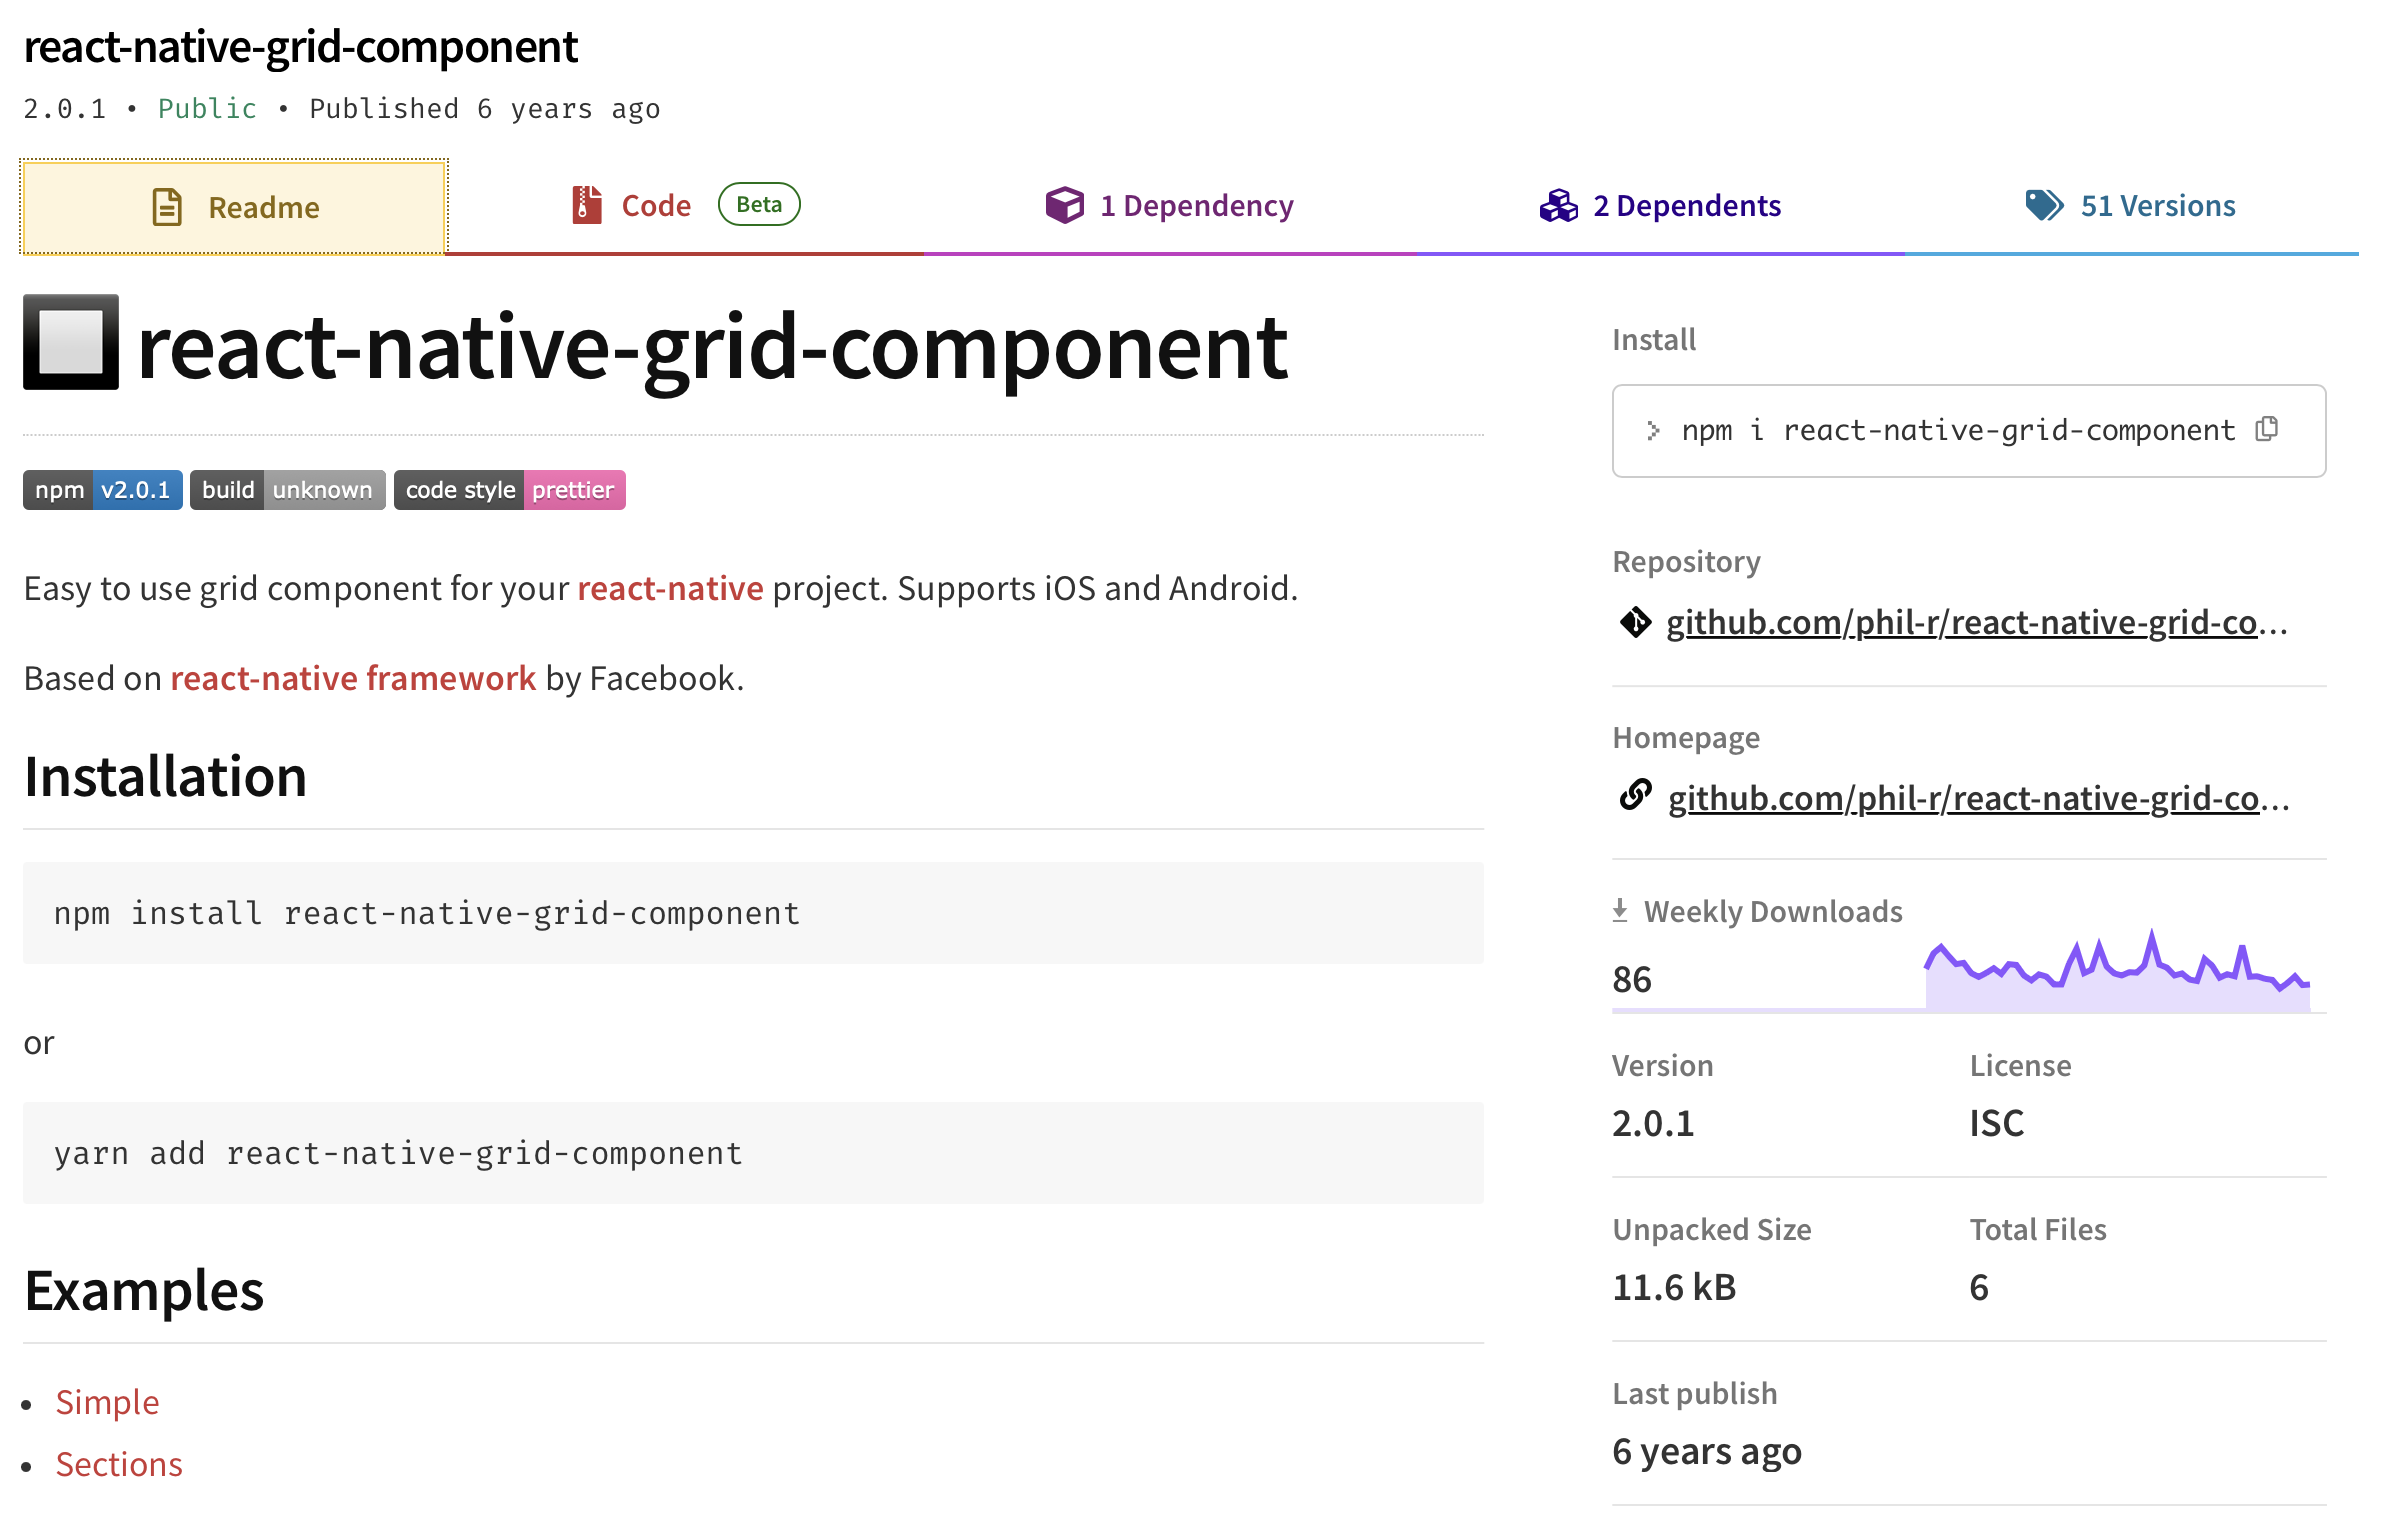 react-native-grid-component
2.0.1 • Public • Published 6 years ago
Readme
Code Beta
1 Dependency
2 Dependents
51 Versions
react-native-grid-component
npm v2.0.1 build unknown code style prettier
Easy to use grid component for your react-native project. Supports iOS and Android.
Based on react-native framework by Facebook.
Installation
npm install react-native-grid-component
or
yarn add react-native-grid-component
Examples
• Simple
• Sections
Install
> npm i react-native-grid-component
Repository
github.com/phil-r/react-native-grid-co...
Homepage
github.com/phil-r/react-native-grid-co...
Weekly Downloads
86
Version
2.0.1
License
ISC
Unpacked Size
11.6 kB
Total Files
6
Last publish
6 years ago